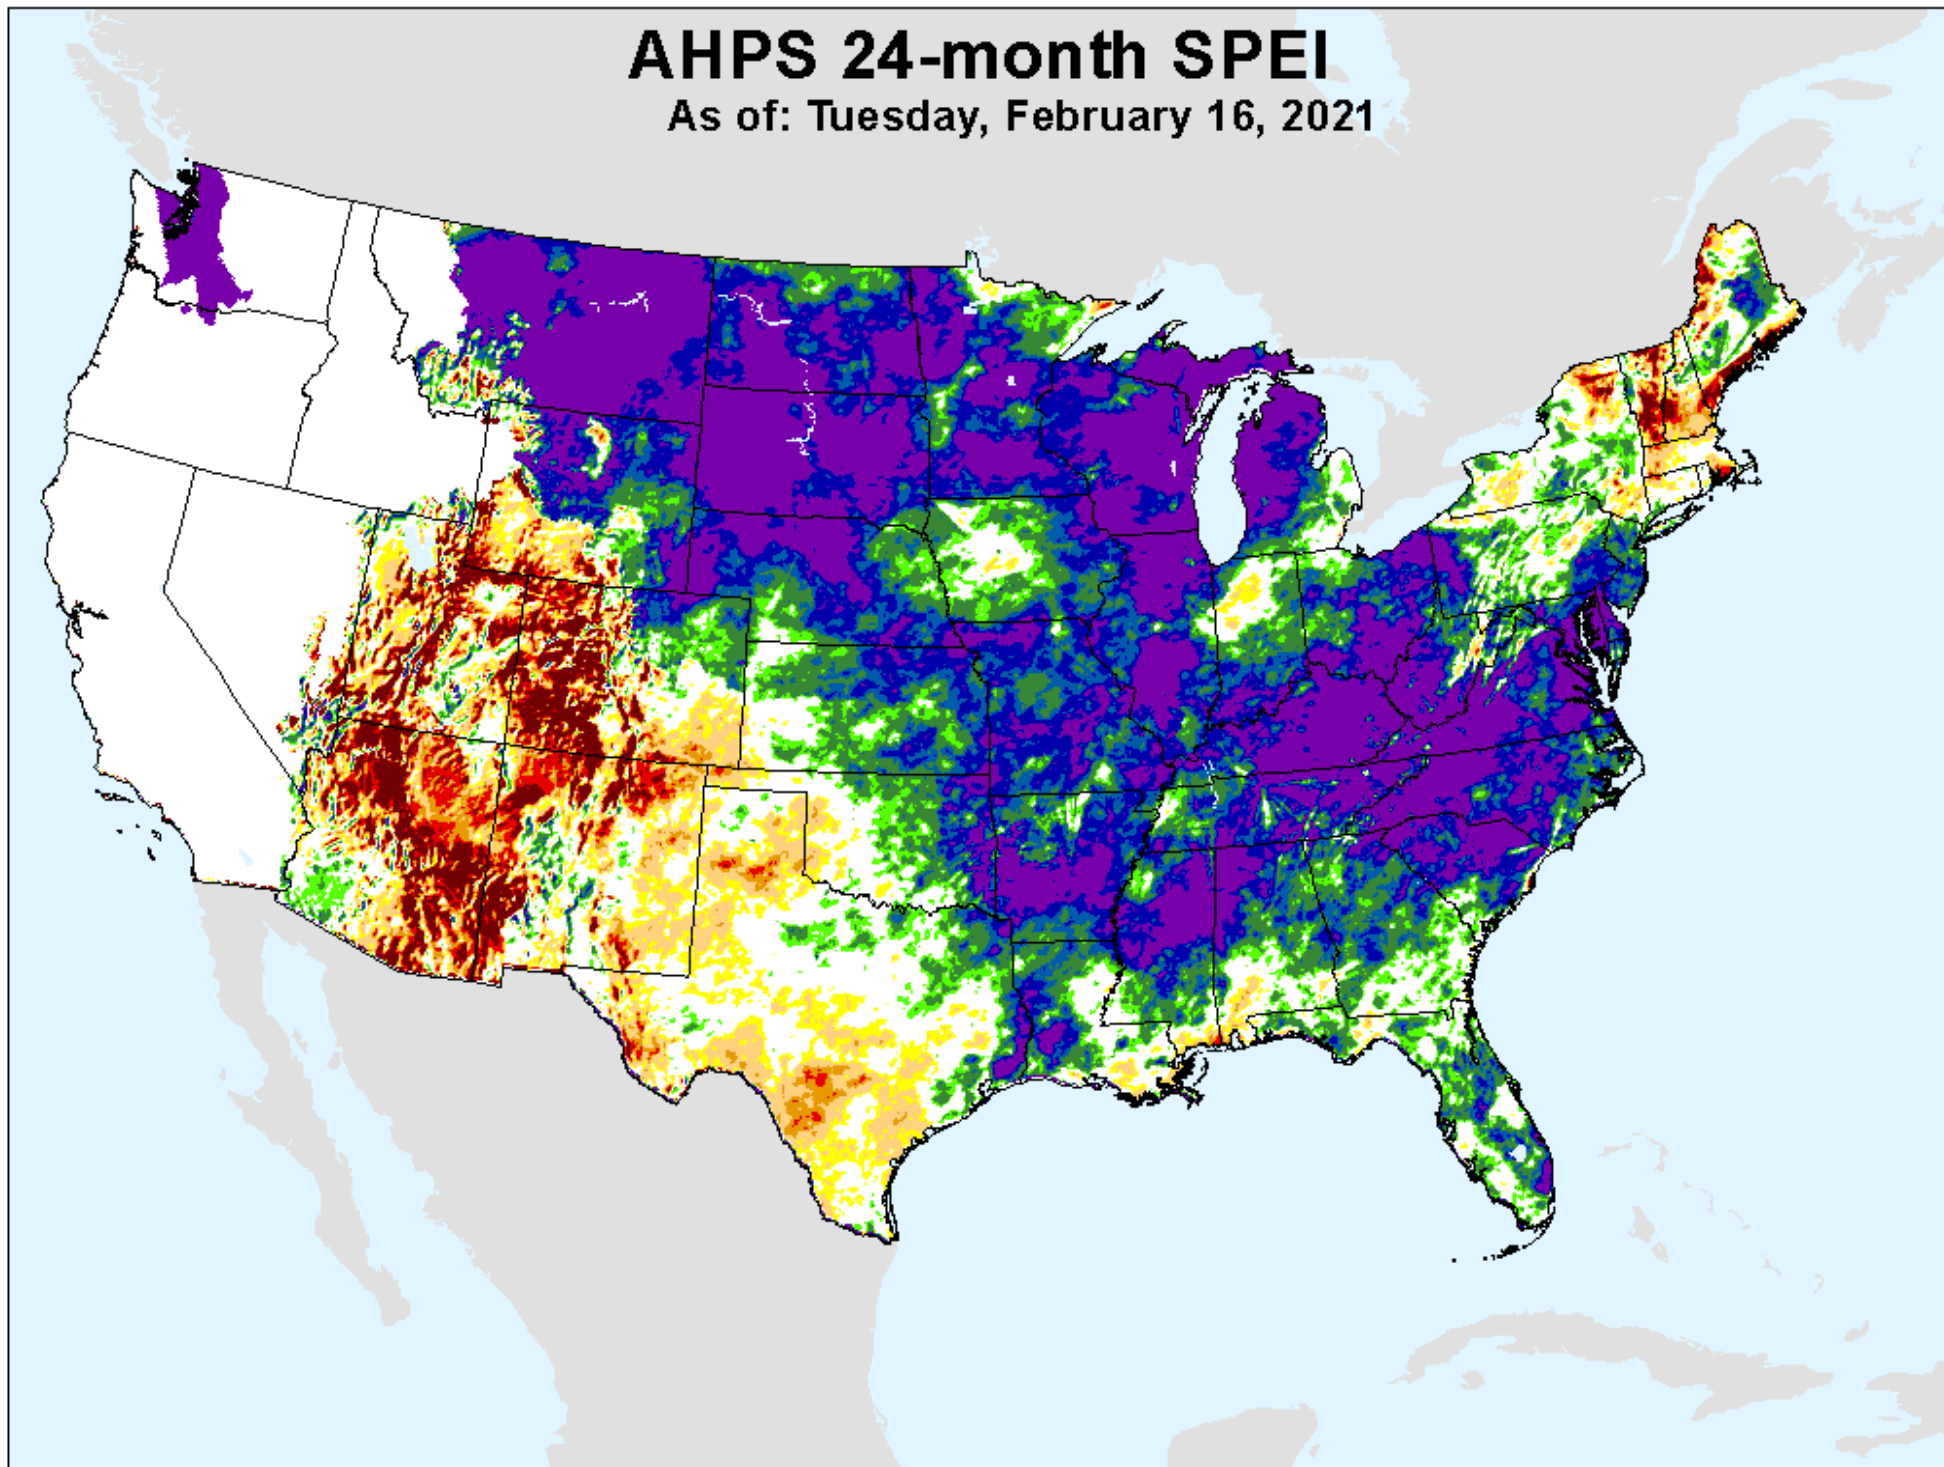 AHPS 24-month SPEI
As of: Tuesday, February 16, 2021